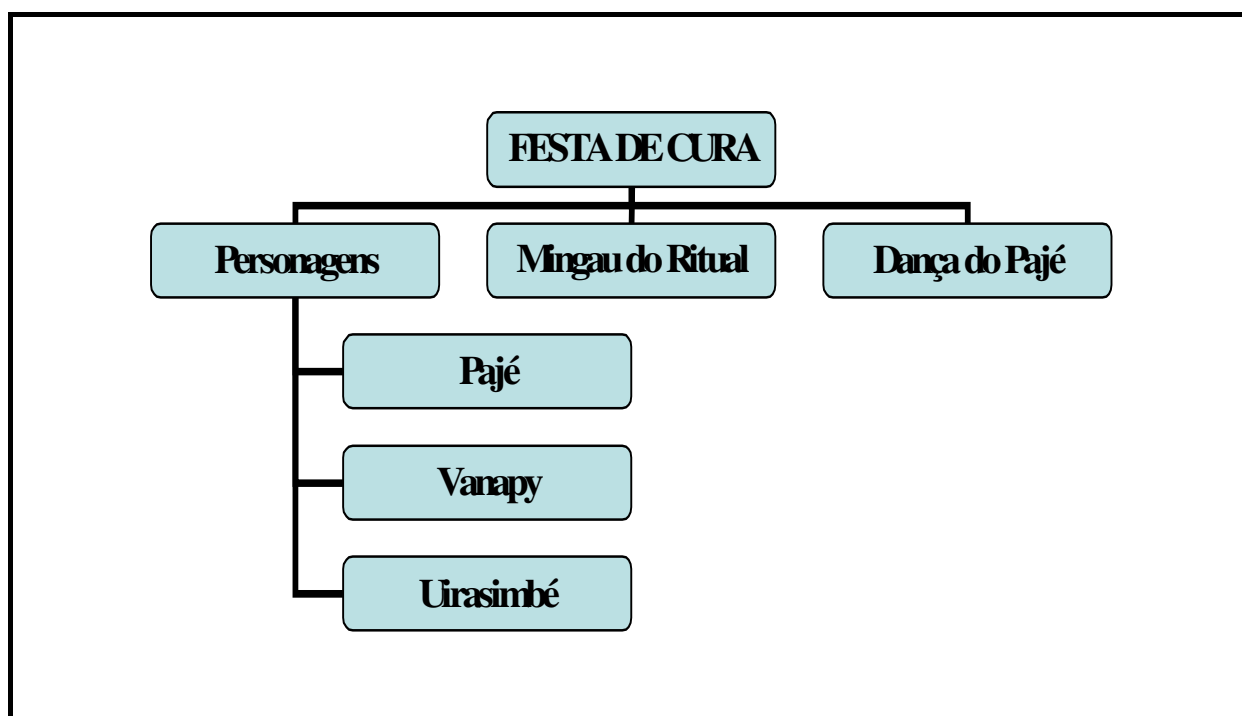 FESTA DE CURA
Personagens
Mingau do Ritual
Dança do Pajé
Pajé
Vanapy
Uirasimbé